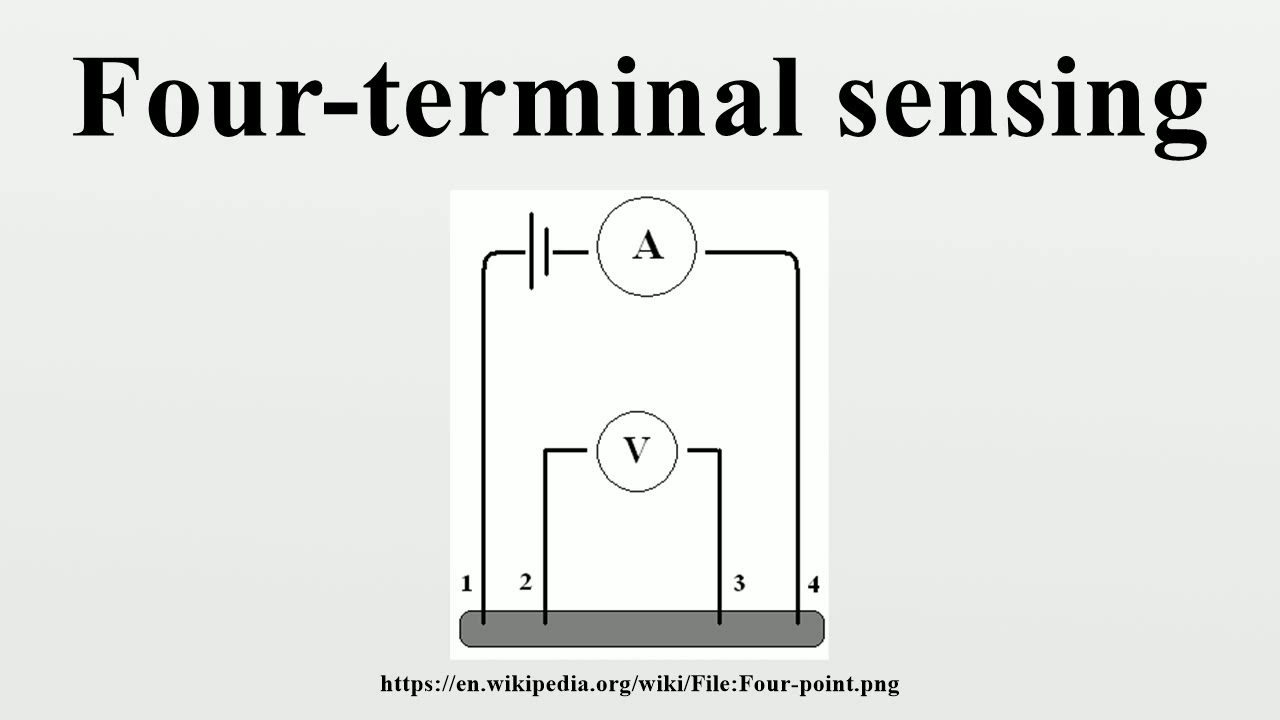 Four-terminal sensing
A
V
1 2 3 4
https://en.wikipedia.org/wiki/File:Four-point.png